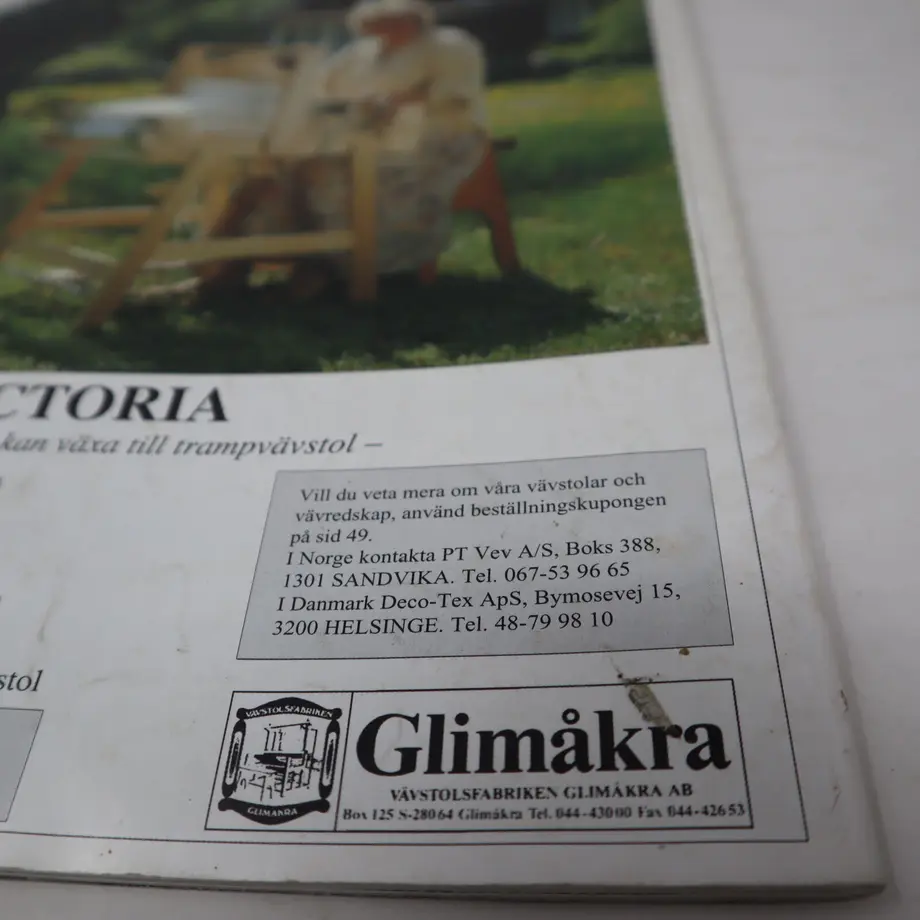 CTORIA
kan växa till trampvävstol –
Vill du veta mera om våra vävstolar och
vävredskap, använd beställningskupongen
på sid 49.
I Norge kontakta PT Vev A/S, Boks 388,
1301 SANDVIKA. Tel. 067-53 96 65
I Danmark Deco-Tex ApS, Bymosevej 15,
3200 HELSINGE. Tel. 48-79 98 10
stol
VÄVSTOLSFABRIKEN
GLIMÅKRA
Glimåkra
VÄVSTOLSFABRIKEN GLIMÅKRA AB
Box 125 S-280 64 Glimåkra Tel. 044-430 00 Fax 044-426 53